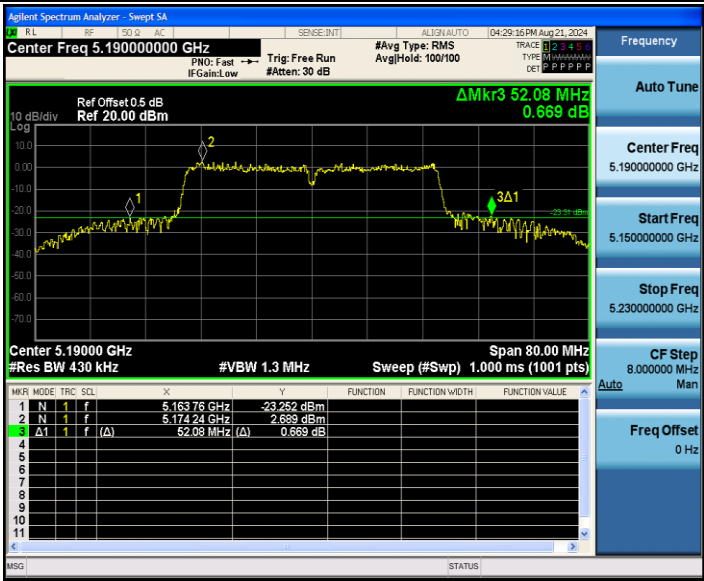 Agilent Spectrum Analyzer - Swept SA
RL RF 50 Ω AC SENSE:INT ALIGNAUTO 04:29:16PM Aug 21, 2024
Center Freq 5.190000000 GHz
#Avg Type: RMS
Avg|Hold: 100/100
PNO: Fast
IFGain:Low
Trig: Free Run
#Atten: 30 dB
TRACE 1 2 3 4 5 6
TYPE M
DET P P P P P P
Ref Offset 0.5 dB
Ref 20.00 dBm
10 dB/div
Log
ΔMkr3 52.08 MHz
0.669 dB
10.0
0.00
-10.0
-20.0
-30.0
-40.0
-50.0
-60.0
-70.0
1
2
3Δ1
-23.31 dBm
Center 5.19000 GHz
Span 80.00 MHz
#Res BW 430 kHz
#VBW 1.3 MHz
Sweep (#Swp) 1.000 ms (1001 pts)
MKR MODE TRC SCL X Y FUNCTION FUNCTION WIDTH FUNCTION VALUE
1 N 1 f 5.163 76 GHz -23.252 dBm
2 N 1 f 5.174 24 GHz 2.689 dBm
3 Δ1 1 f (Δ) 52.08 MHz (Δ) 0.669 dB
4
5
6
7
8
9
10
11
MSG
STATUS
Frequency
Auto Tune
Center Freq
5.190000000 GHz
Start Freq
5.150000000 GHz
Stop Freq
5.230000000 GHz
CF Step
8.000000 MHz
Auto Man
Freq Offset
0 Hz